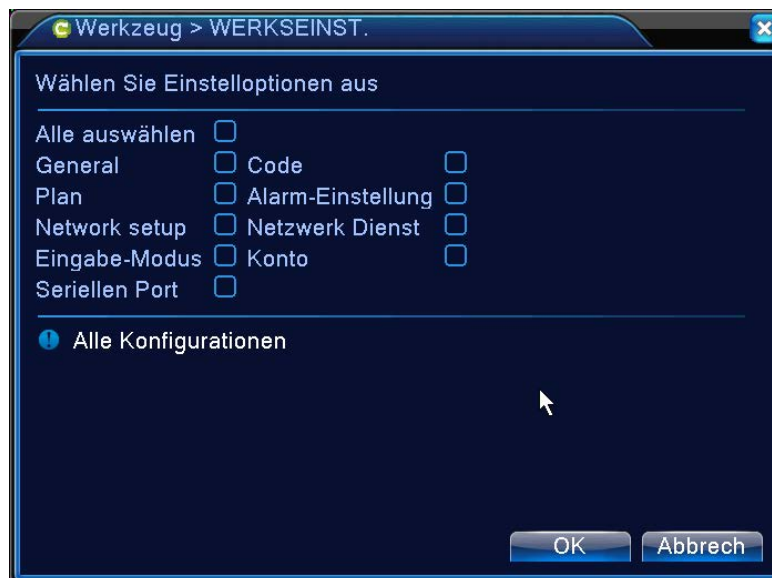 Werkzeug > WERKSEINST.
Wählen Sie Einstelloptionen aus
Alle auswählen
General Code
Plan Alarm-Einstellung
Network setup Netzwerk Dienst
Eingabe-Modus Konto
Seriellen Port
Alle Konfigurationen
OK Abbrech